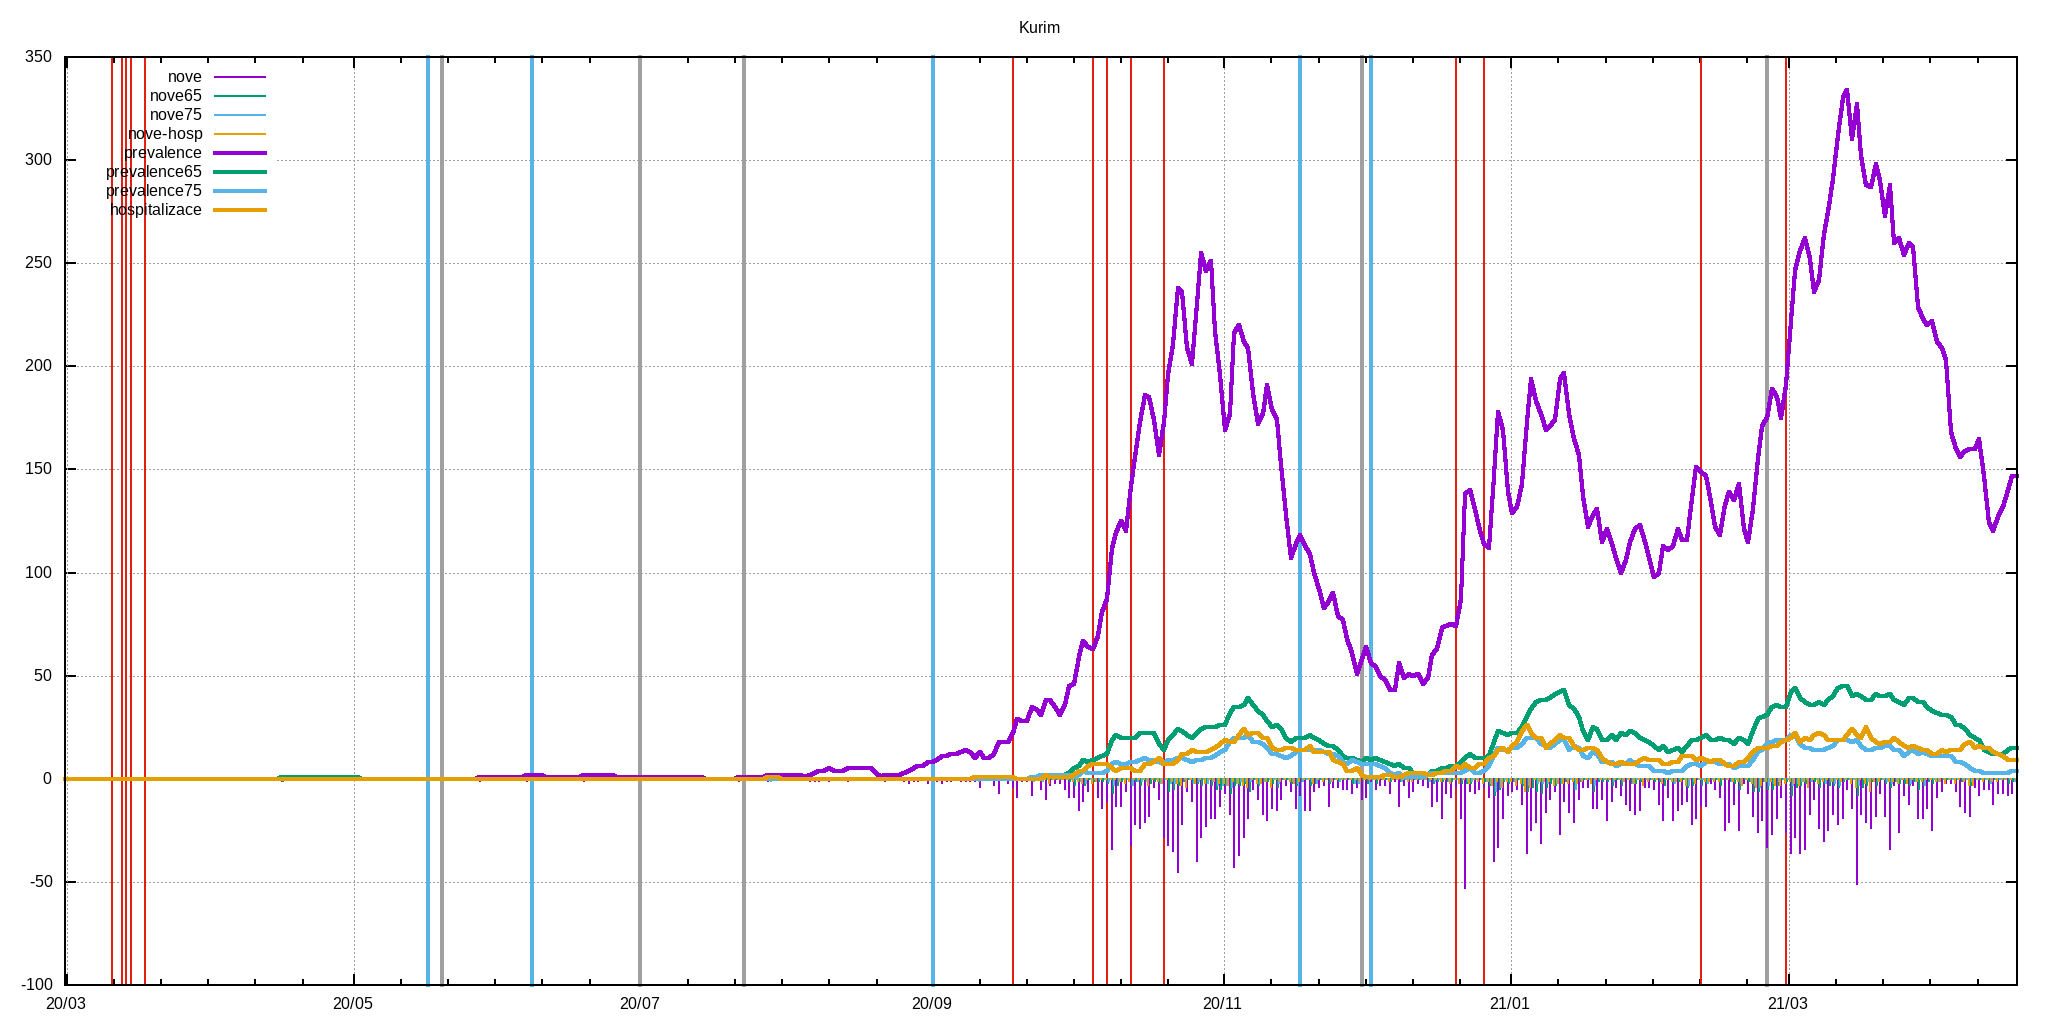 Kurim
350
300
250
200
150
100
50
0
-50
-100
nove
nove65
nove75
nove-hosp
prevalence
prevalence65
prevalence75
hospitalizace
20/03 20/05 20/07 20/09 20/11 21/01 21/03